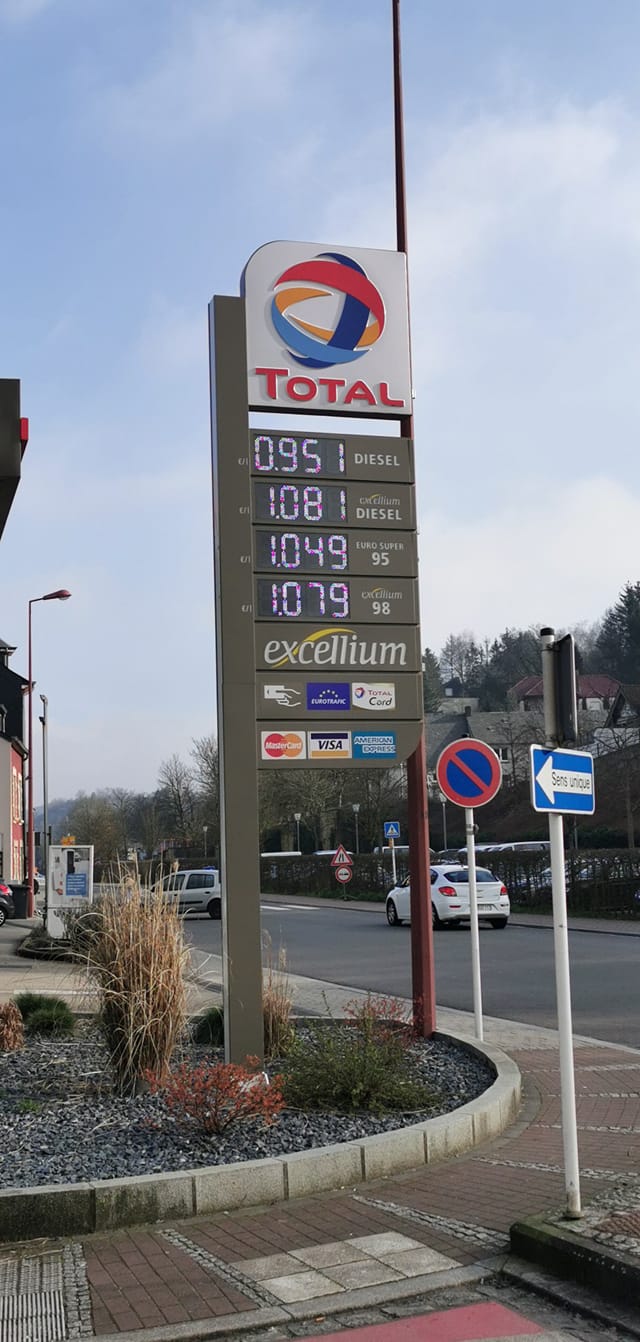 TOTAL
€/l 0.951 DIESEL
€/l 1.081 excellium DIESEL
€/l 1.049 EURO SUPER 95
€/l 1.079 excellium 98
excellium
EUROTRAFIC TOTAL Card
MasterCard VISA AMERICAN EXPRESS
Sens unique